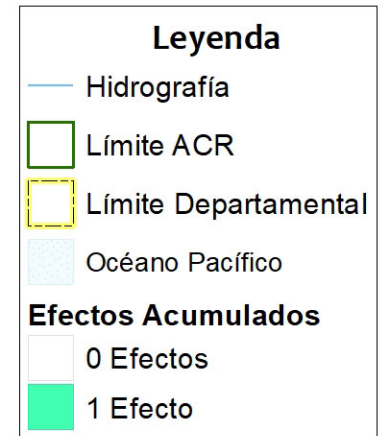 Leyenda
Hidrografía
Límite ACR
Límite Departamental
Océano Pacífico
Efectos Acumulados
0 Efectos
1 Efecto